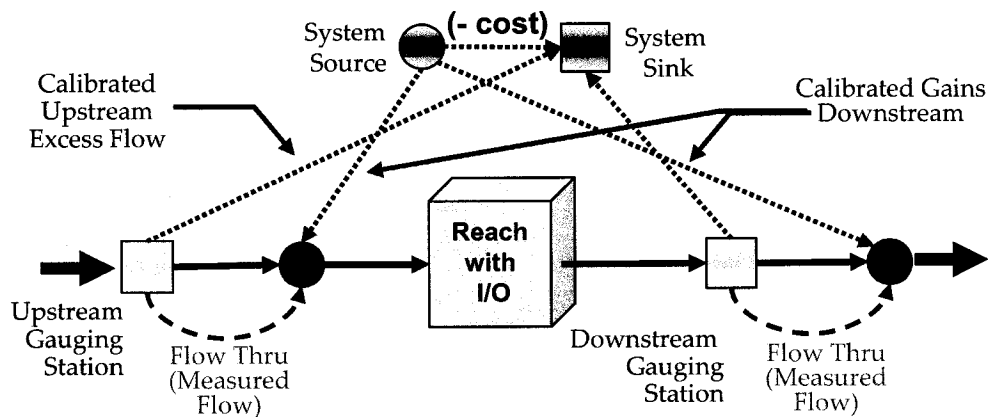 (- cost)
System
Source
System
Sink
Calibrated
Upstream
Excess Flow
Calibrated Gains
Downstream
Reach
with
I/O
Upstream
Gauging
Station
Flow Thru
(Measured
Flow)
Downstream
Gauging
Station
Flow Thru
(Measured
Flow)